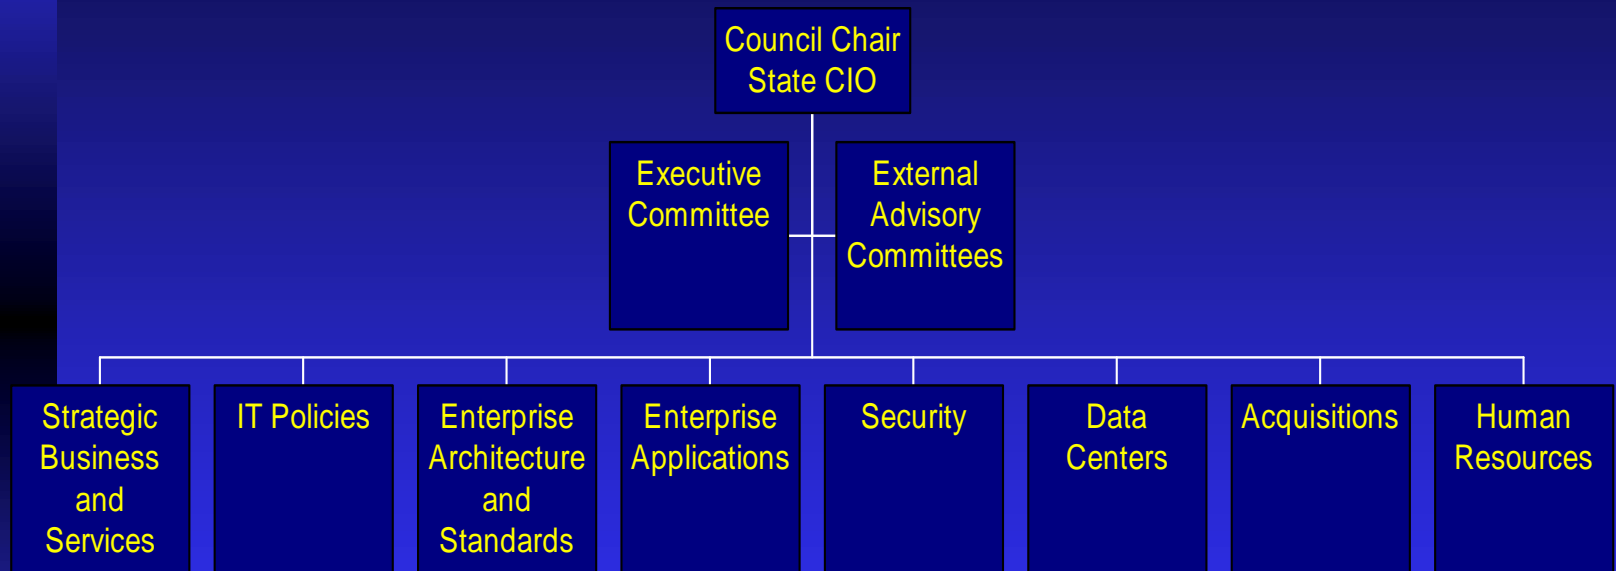 Council Chair
State CIO
Executive
Committee
External
Advisory
Committees
Strategic
Business
and
Services
IT Policies
Enterprise
Architecture
and
Standards
Enterprise
Applications
Security
Data
Centers
Acquisitions
Human
Resources